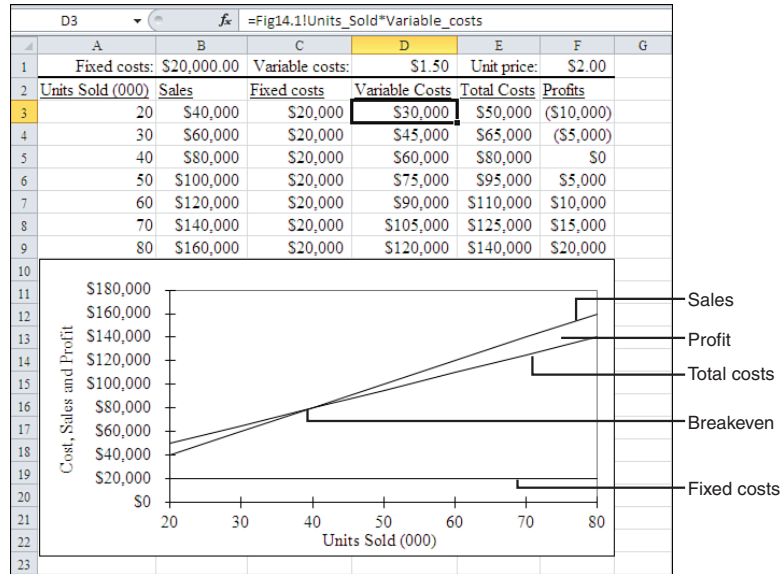 D3 fx =Fig14.1!Units_Sold*Variable_costs
A B C D E F G
1 Fixed costs: $20,000.00 Variable costs: $1.50 Unit price: $2.00
2 Units Sold (000) Sales Fixed costs Variable Costs Total Costs Profits
3 20 $40,000 $20,000 $30,000 $50,000 ($10,000)
4 30 $60,000 $20,000 $45,000 $65,000 ($5,000)
5 40 $80,000 $20,000 $60,000 $80,000 $0
6 50 $100,000 $20,000 $75,000 $95,000 $5,000
7 60 $120,000 $20,000 $90,000 $110,000 $10,000
8 70 $140,000 $20,000 $105,000 $125,000 $15,000
9 80 $160,000 $20,000 $120,000 $140,000 $20,000
10
11
12
13
14
15
16
17
18
19
20
21
22
23
Cost, Sales and Profit
$180,000
$160,000
$140,000
$120,000
$100,000
$80,000
$60,000
$40,000
$20,000
$0
20 30 40 50 60 70 80
Units Sold (000)
Sales
Profit
Total costs
Breakeven
Fixed costs